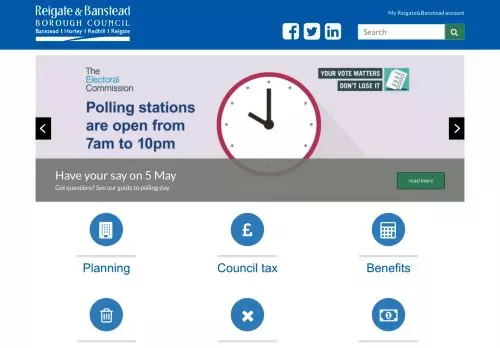 Reigate & Banstead
BOROUGH COUNCIL
Banstead | Horley | Redhill | Reigate
My Reigate&Banstead account
Search
The
Electoral
Commission
YOUR VOTE MATTERS
DON'T LOSE IT
Polling stations
are open from
7am to 10pm
Have your say on 5 May
Got questions? See our guide to polling day
read more
Planning
Council tax
Benefits